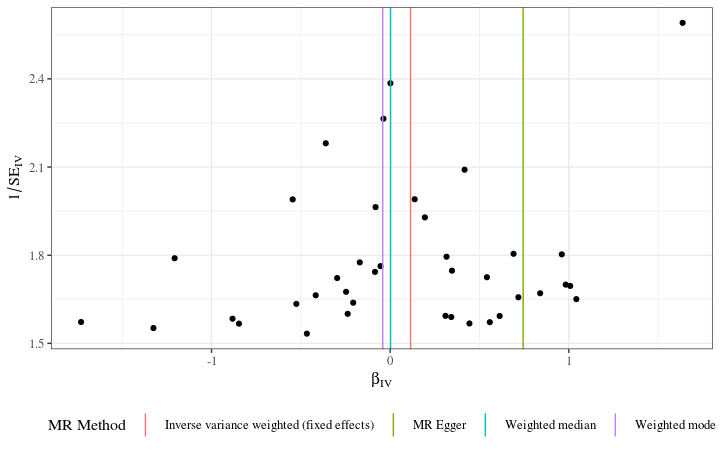 2.4
2.1
1.8
1.5
1/SE_IV
-1
0
1
β_IV
MR Method
Inverse variance weighted (fixed effects)
MR Egger
Weighted median
Weighted mode